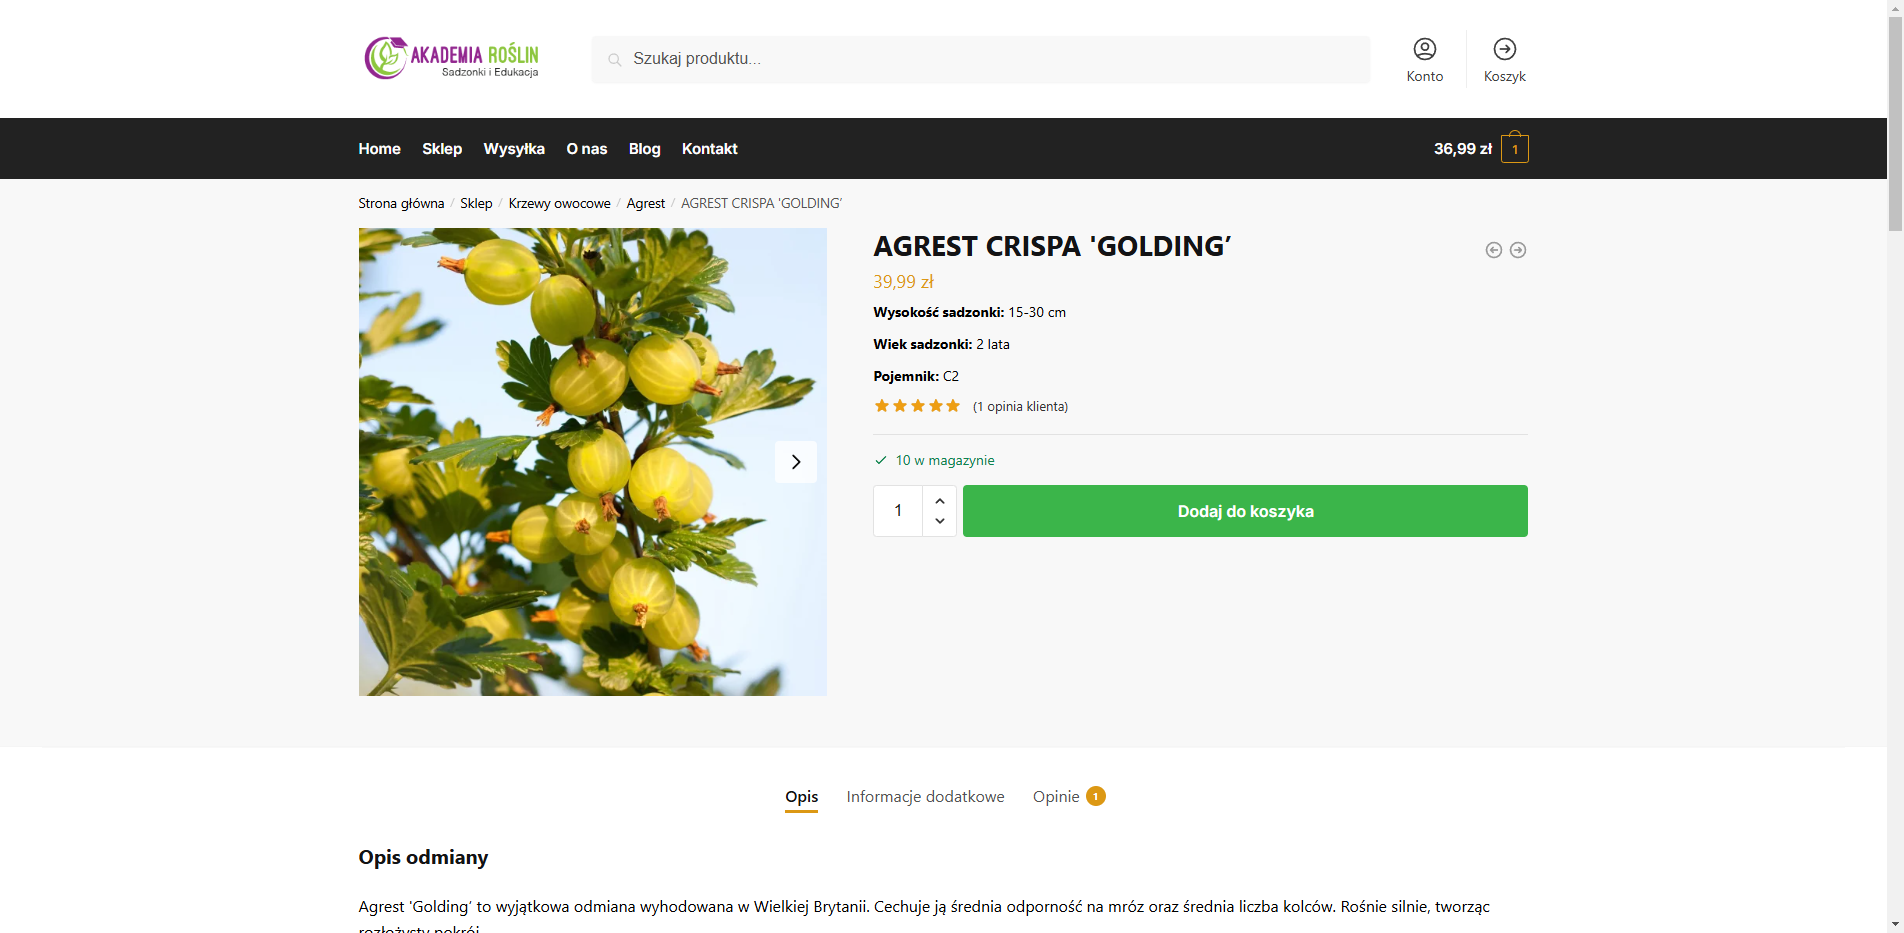 AKADEMIA ROŚLIN
Sadzonki i Edukacja
Szukaj produktu...
Konto
Koszyk
Home Sklep Wysyłka O nas Blog Kontakt
36,99 zł 1
Strona główna / Sklep / Krzewy owocowe / Agrest / AGREST CRISPA 'GOLDING’
AGREST CRISPA 'GOLDING’
39,99 zł
Wysokość sadzonki: 15-30 cm
Wiek sadzonki: 2 lata
Pojemnik: C2
(1 opinia klienta)
10 w magazynie
1
Dodaj do koszyka
Opis Informacje dodatkowe Opinie 1
Opis odmiany
Agrest 'Golding’ to wyjątkowa odmiana wyhodowana w Wielkiej Brytanii. Cechuje ją średnia odporność na mróz oraz średnia liczba kolców. Rośnie silnie, tworząc
rozłożysty pokrój.